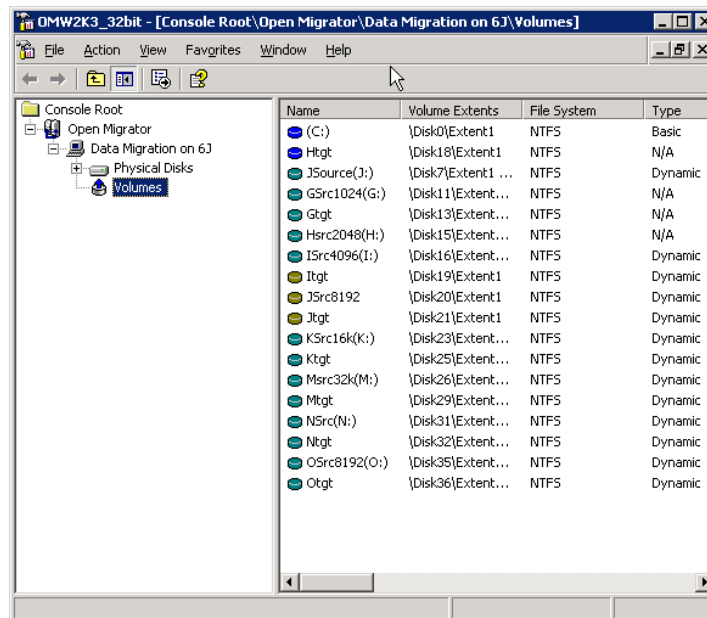 OMW2K3_32bit - [Console Root\Open Migrator\Data Migration on 6J\Volumes]
File Action View Favorites Window Help
Console Root
Open Migrator
Data Migration on 6J
Physical Disks
Volumes
Name Volume Extents File System Type
(C:) \Disk0\Extent1 NTFS Basic
Htgt \Disk18\Extent1 NTFS N/A
JSource(J:) \Disk7\Extent1 ... NTFS Dynamic
GSrc1024(G:) \Disk11\Extent... NTFS N/A
Gtgt \Disk13\Extent... NTFS N/A
Hsrc2048(H:) \Disk15\Extent... NTFS N/A
ISrc4096(I:) \Disk16\Extent... NTFS Dynamic
Itgt \Disk19\Extent1 NTFS Dynamic
JSrc8192 \Disk20\Extent1 NTFS Dynamic
Jtgt \Disk21\Extent1 NTFS Dynamic
KSrc16k(K:) \Disk23\Extent... NTFS Dynamic
Ktgt \Disk25\Extent... NTFS Dynamic
Msrc32k(M:) \Disk26\Extent... NTFS Dynamic
Mtgt \Disk29\Extent... NTFS Dynamic
NSrc(N:) \Disk31\Extent... NTFS Dynamic
Ntgt \Disk32\Extent... NTFS Dynamic
OSrc8192(O:) \Disk35\Extent... NTFS Dynamic
Otgt \Disk36\Extent... NTFS Dynamic